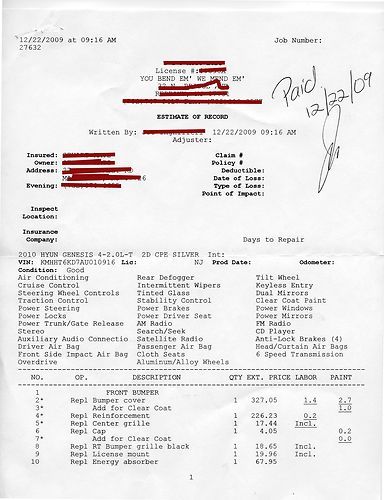 12/22/2009 at 09:16 AM Job Number:
27632
License #:
YOU BEND EM' WE MEND EM'
Paid
12/22/09
ESTIMATE OF RECORD
Written By: 12/22/2009 09:16 AM
Adjuster:
Insured: Claim #
Owner: Policy #
Address: Deductible:
Date of Loss:
Evening: Type of Loss:
Point of Impact:
Inspect
Location:
Insurance
Company: Days to Repair
2010 HYUN GENESIS 4-2.0L-T 2D CPE SILVER Int:
VIN: KMHHT6KD7AU010916 Lic: NJ Prod Date: Odometer:
Condition: Good
Air Conditioning Rear Defogger Tilt Wheel
Cruise Control Intermittent Wipers Keyless Entry
Steering Wheel Controls Tinted Glass Dual Mirrors
Traction Control Stability Control Clear Coat Paint
Power Steering Power Brakes Power Windows
Power Locks Power Driver Seat Power Mirrors
Power Trunk/Gate Release AM Radio FM Radio
Stereo Search/Seek CD Player
Auxiliary Audio Connectio Satellite Radio Anti-Lock Brakes (4)
Driver Air Bag Passenger Air Bag Head/Curtain Air Bags
Front Side Impact Air Bag Cloth Seats 6 Speed Transmission
Overdrive Aluminum/Alloy Wheels
NO. OP. DESCRIPTION QTY EXT. PRICE LABOR PAINT
1 FRONT BUMPER
2* Repl Bumper cover 1 327.05 1.4 2.7
3* Add for Clear Coat 1.0
4* Repl Reinforcement 1 226.23 0.2
5* Repl Center grille 1 17.44 Incl.
6* Repl Cap 1 4.05 0.2
7* Add for Clear Coat 0.0
8 Repl RT Bumper grille black 1 18.65 Incl.
9 Repl License mount 1 19.96 Incl.
10 Repl Energy absorber 1 67.95
1